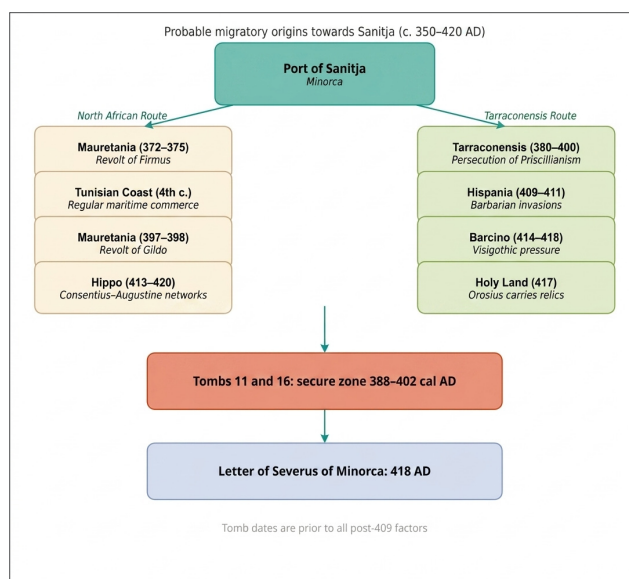 Probable migratory origins towards Sanitja (c. 350–420 AD)
Port of Sanitja
Minorca
North African Route
Mauretania (372–375)
Revolt of Firmus
Tunisian Coast (4th c.)
Regular maritime commerce
Mauretania (397–398)
Revolt of Gildo
Hippo (413–420)
Consentius–Augustine networks
Tarraconensis Route
Tarraconensis (380–400)
Persecution of Priscillianism
Hispania (409–411)
Barbarian invasions
Barcino (414–418)
Visigothic pressure
Holy Land (417)
Orosius carries relics
Tombs 11 and 16: secure zone 388–402 cal AD
Letter of Severus of Minorca: 418 AD
Tomb dates are prior to all post-409 factors